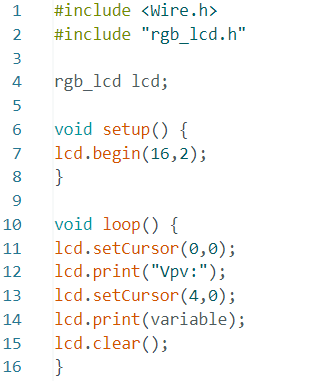 1 #include <Wire.h>
2 #include "rgb_lcd.h"
3
4 rgb_lcd lcd;
5
6 void setup() {
7 lcd.begin(16,2);
8 }
9
10 void loop() {
11 lcd.setCursor(0,0);
12 lcd.print("Vpv:");
13 lcd.setCursor(4,0);
14 lcd.print(variable);
15 lcd.clear();
16 }